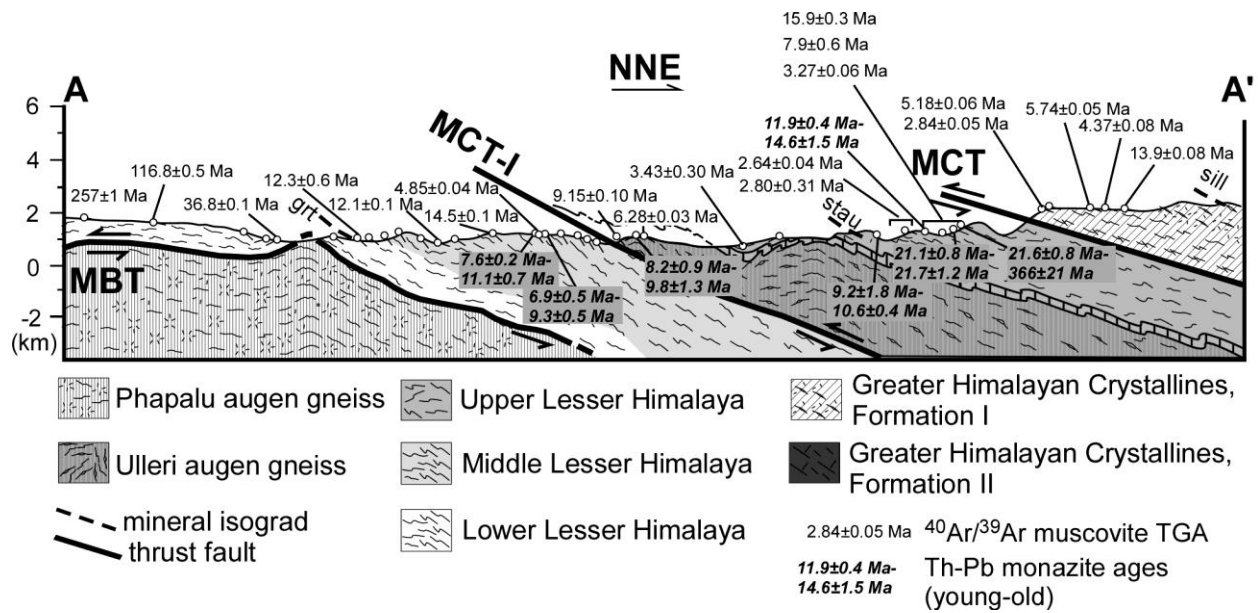 15.9±0.3 Ma
7.9±0.6 Ma
3.27±0.06 Ma
A
NNE
A'
6
4
2
0
-2
(km)
257±1 Ma
116.8±0.5 Ma
36.8±0.1 Ma
12.3±0.6 Ma
grt
12.1±0.1 Ma
4.85±0.04 Ma
14.5±0.1 Ma
MCT-I
9.15±0.10 Ma
6.28±0.03 Ma
3.43±0.30 Ma
11.9±0.4 Ma-
14.6±1.5 Ma
2.64±0.04 Ma
2.80±0.31 Ma
stau
5.18±0.06 Ma
2.84±0.05 Ma
MCT
5.74±0.05 Ma
4.37±0.08 Ma
13.9±0.08 Ma
sill
MBT
7.6±0.2 Ma-
11.1±0.7 Ma
6.9±0.5 Ma-
9.3±0.5 Ma
8.2±0.9 Ma-
9.8±1.3 Ma
9.2±1.8 Ma-
10.6±0.4 Ma
21.1±0.8 Ma-
21.7±1.2 Ma
21.6±0.8 Ma-
366±21 Ma
Phapalu augen gneiss
Ulleri augen gneiss
mineral isograd
thrust fault
Upper Lesser Himalaya
Middle Lesser Himalaya
Lower Lesser Himalaya
Greater Himalayan Crystallines,
Formation I
Greater Himalayan Crystallines,
Formation II
2.84±0.05 Ma
⁴⁰Ar/³⁹Ar muscovite TGA
11.9±0.4 Ma-
14.6±1.5 Ma
Th-Pb monazite ages
(young-old)